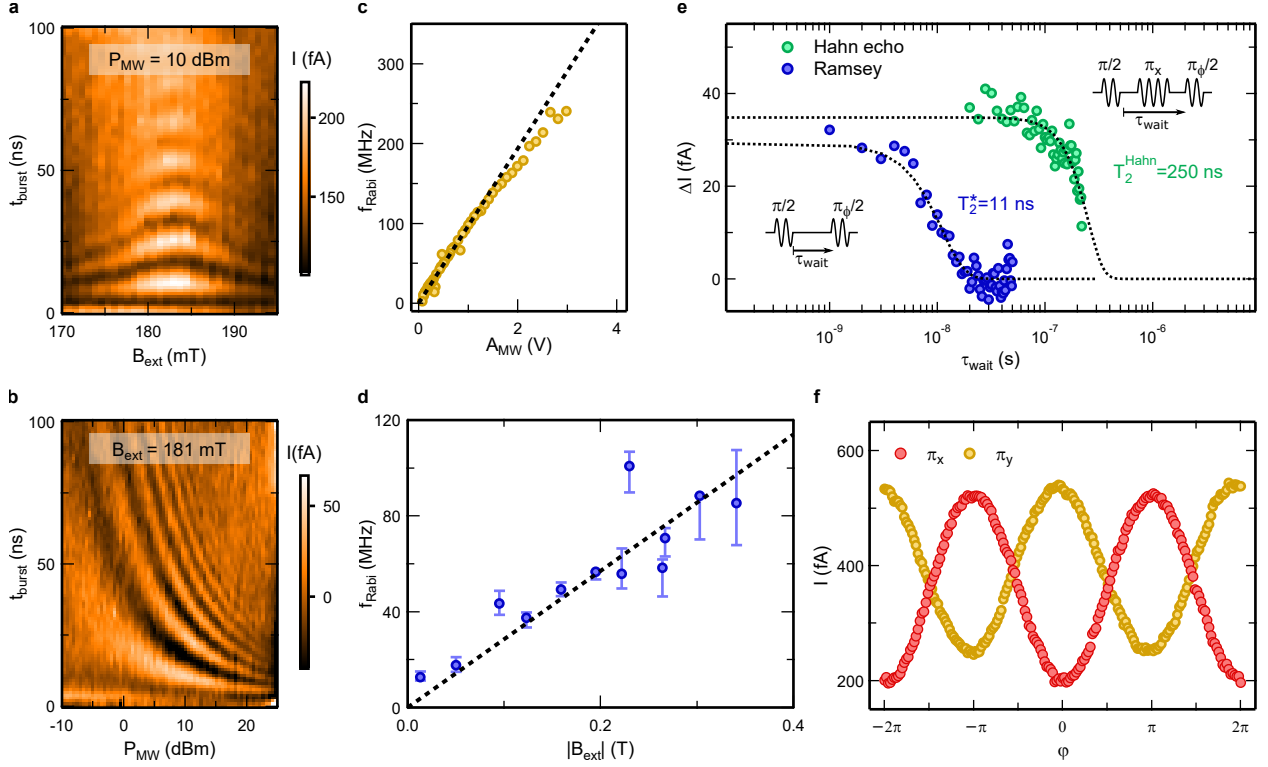 a
P_MW = 10 dBm
I (fA)
200
150
100
50
0
t_burst (ns)
170
180
190
B_ext (mT)
c
f_Rabi (MHz)
400
300
200
100
0
0
2
4
A_MW (V)
e
Hahn echo
Ramsey
π/2
π_x
π_ϕ/2
τ_wait
T_2^Hahn=250 ns
T_2^*=11 ns
π/2
π_ϕ/2
τ_wait
ΔI (fA)
40
20
0
10^-9
10^-8
10^-7
10^-6
τ_wait (s)
b
B_ext = 181 mT
I(fA)
50
0
100
50
0
t_burst (ns)
-10
0
10
20
P_MW (dBm)
d
f_Rabi (MHz)
120
80
40
0
0.0
0.2
0.4
|B_ext| (T)
f
π_x
π_y
I (fA)
600
400
200
−2π
−π
0
π
2π
φ